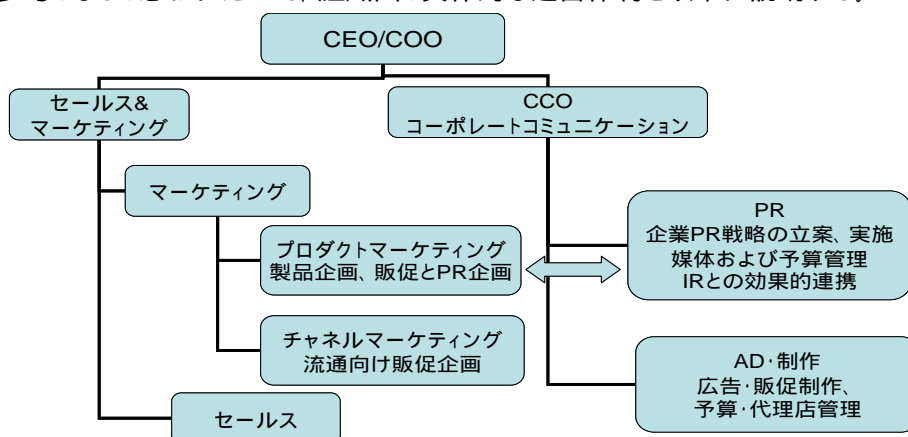 CEO/COO
セールス&
マーケティング
CCO
コーポレートコミュニケーション
マーケティング
PR
企業PR戦略の立案、実施
媒体および予算管理
IRとの効果的連携
プロダクトマーケティング
製品企画、販促とPR企画
チャネルマーケティング
流通向け販促企画
AD・制作
広告・販促制作、
予算・代理店管理
セールス